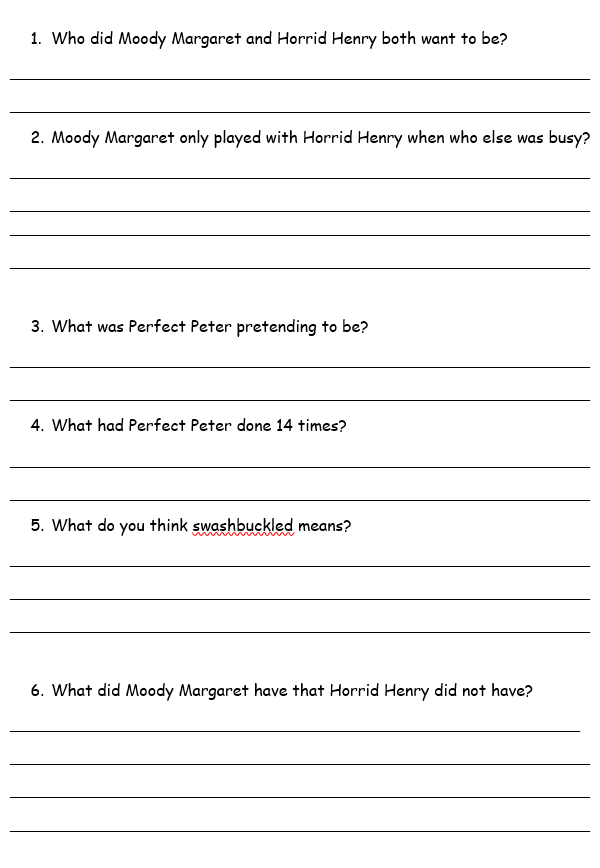 1. Who did Moody Margaret and Horrid Henry both want to be?
2. Moody Margaret only played with Horrid Henry when who else was busy?
3. What was Perfect Peter pretending to be?
4. What had Perfect Peter done 14 times?
5. What do you think swashbuckled means?
6. What did Moody Margaret have that Horrid Henry did not have?